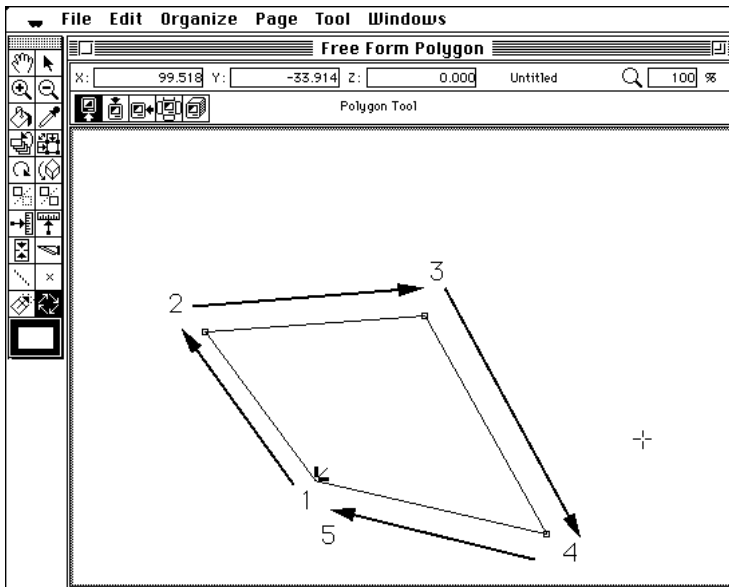 File Edit Organize Page Tool Windows
Free Form Polygon
X: 99.518 Y: -33.914 Z: 0.000 Untitled 100 %
Polygon Tool
3
2
1
5
4